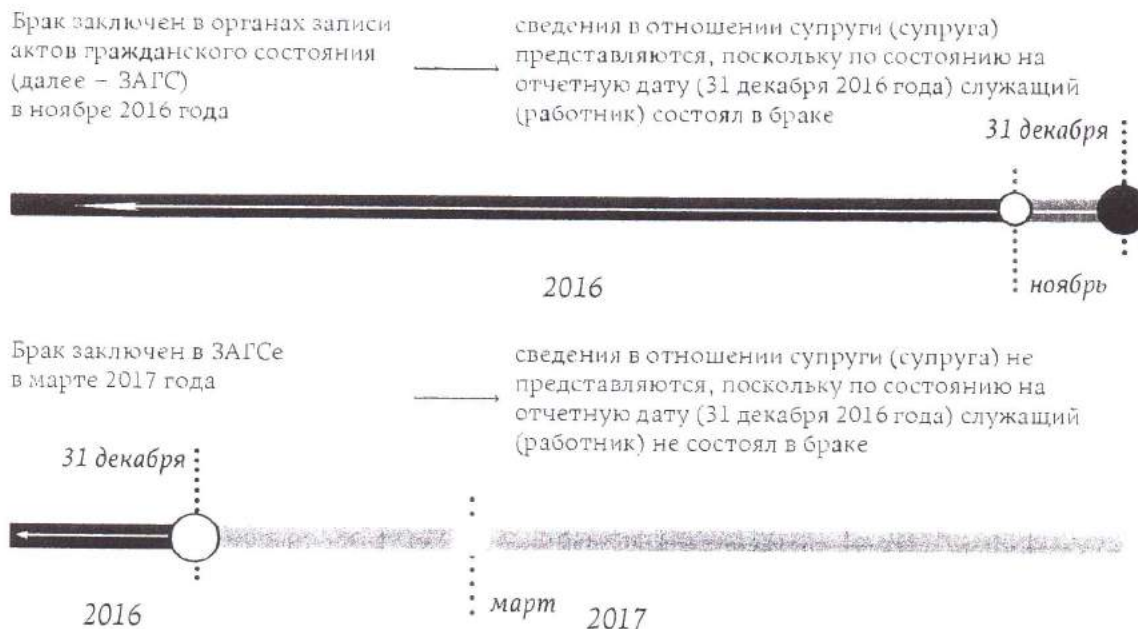 Брак заключен в органах записи
актов гражданского состояния
(далее – ЗАГС)
в ноябре 2016 года
сведения в отношении супруги (супруга)
представляются, поскольку по состоянию на
отчетную дату (31 декабря 2016 года) служащий
(работник) состоял в браке
31 декабря
2016
ноябрь
Брак заключен в ЗАГСе
в марте 2017 года
сведения в отношении супруги (супруга) не
представляются, поскольку по состоянию на
отчетную дату (31 декабря 2016 года) служащий
(работник) не состоял в браке
31 декабря
2016
март
2017